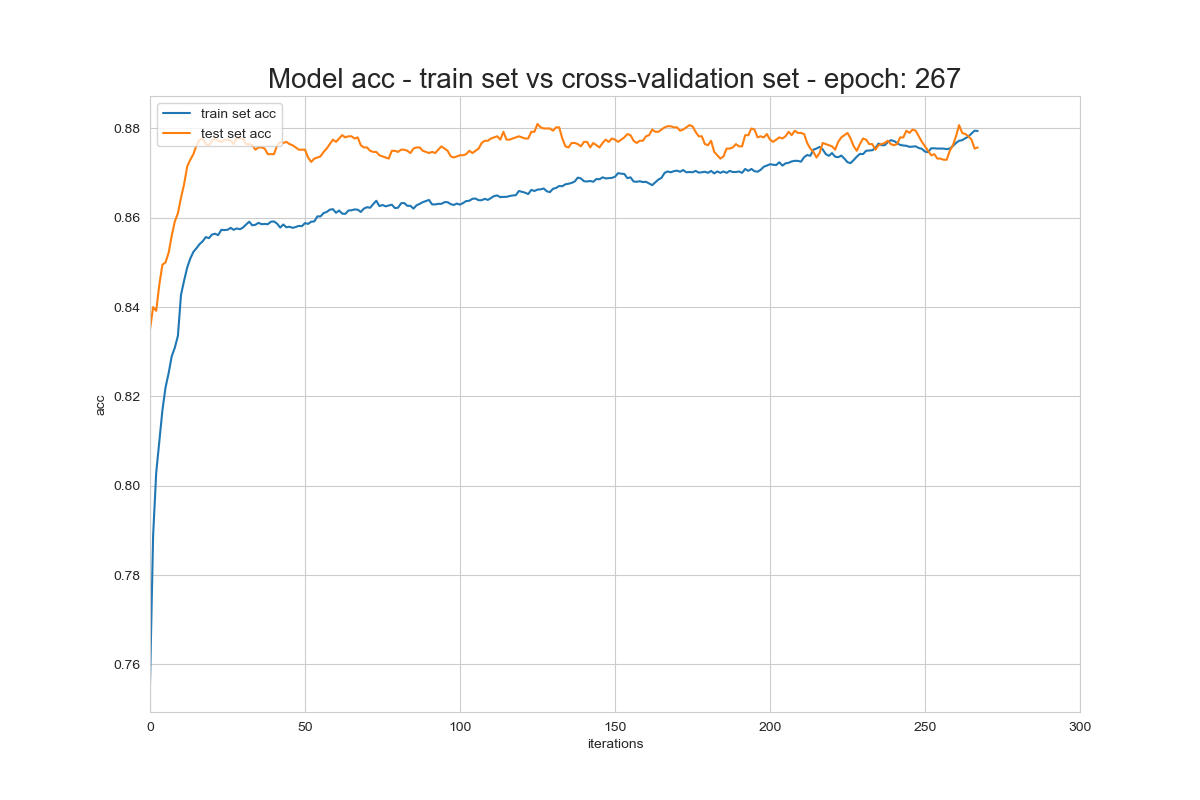 Model acc - train set vs cross-validation set - epoch: 267
train set acc
test set acc
0.88
0.86
0.84
0.82
0.80
0.78
0.76
acc
0 50 100 150 200 250 300
iterations